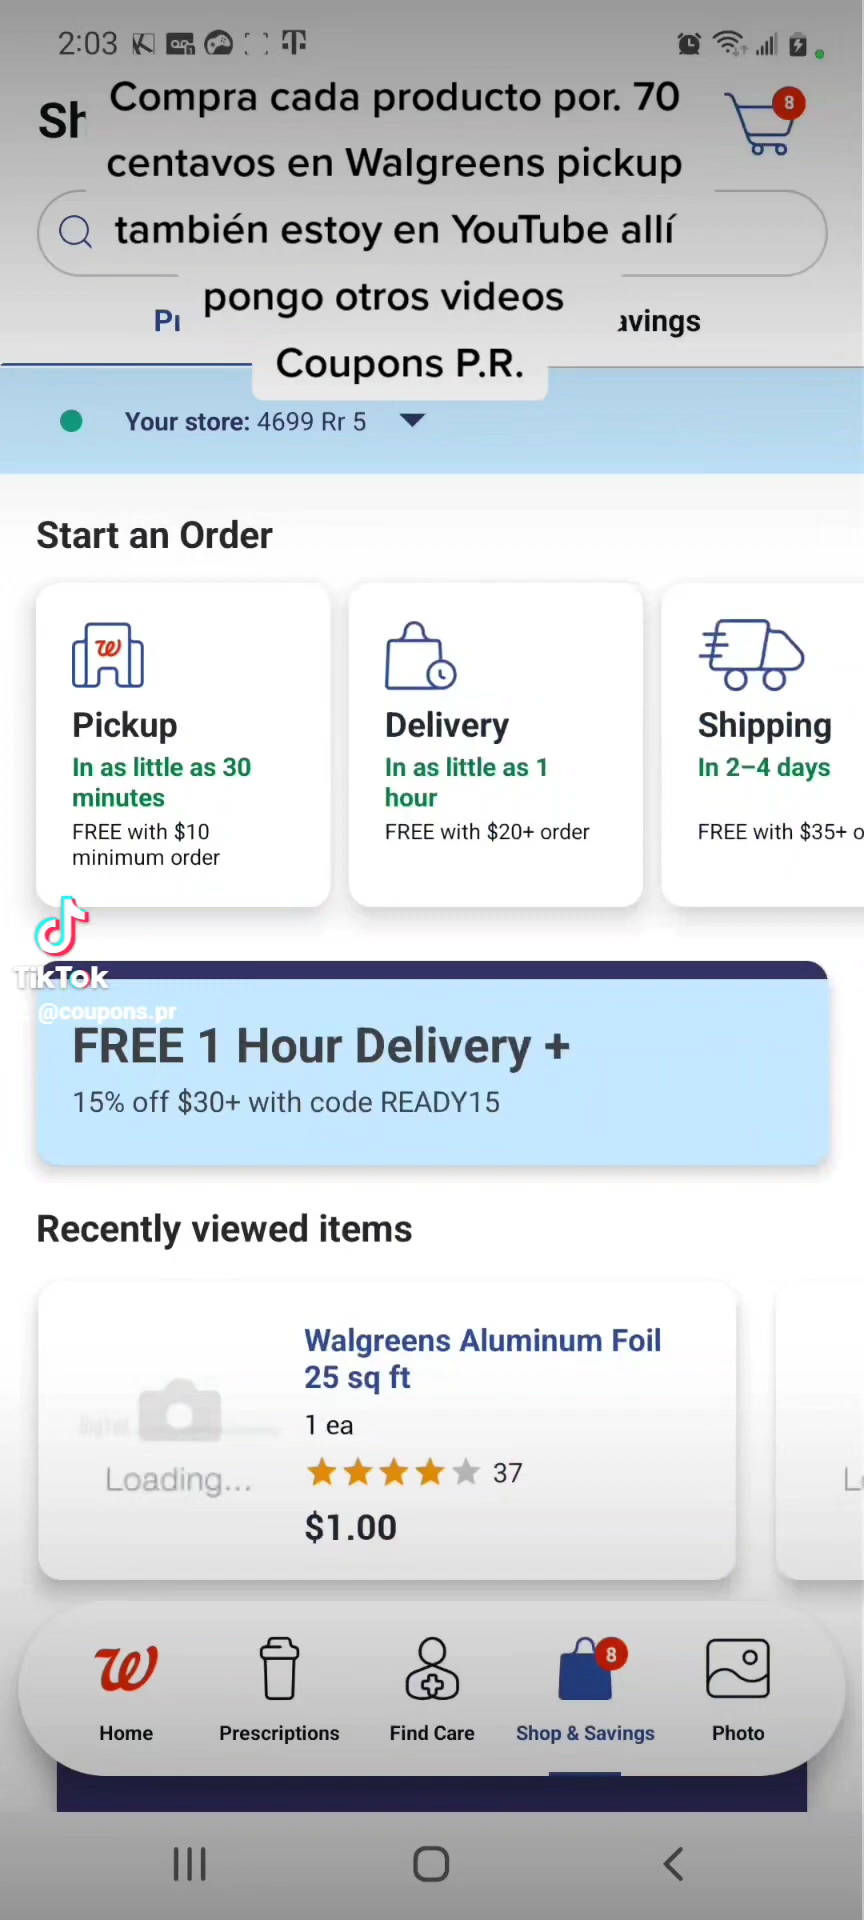 2:03
Compra cada producto por. 70
centavos en Walgreens pickup
también estoy en YouTube allí
pongo otros videos
Coupons P.R.
8
avings
Your store: 4699 Rr 5
Start an Order
Pickup
In as little as 30
minutes
FREE with $10
minimum order
Delivery
In as little as 1
hour
FREE with $20+ order
Shipping
In 2–4 days
FREE with $35+ o
TikTok
@coupons.pr
FREE 1 Hour Delivery +
15% off $30+ with code READY15
Recently viewed items
Walgreens Aluminum Foil
25 sq ft
1 ea
37
$1.00
Loading...
8
Home
Prescriptions
Find Care
Shop & Savings
Photo